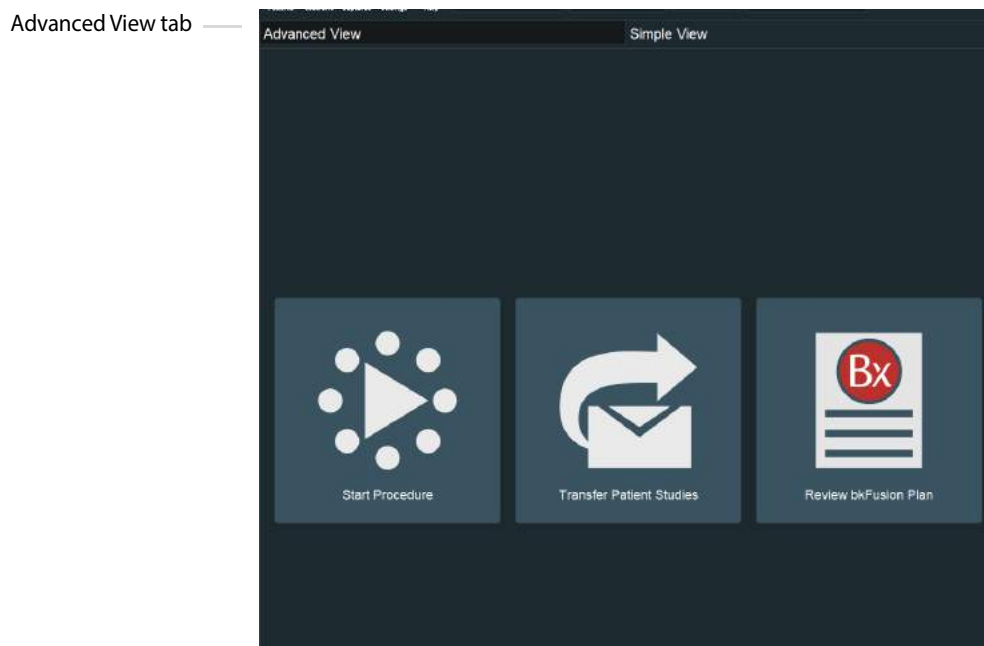 Advanced View tab
Advanced View Simple View
Bx
Start Procedure Transfer Patient Studies Review bkFusion Plan